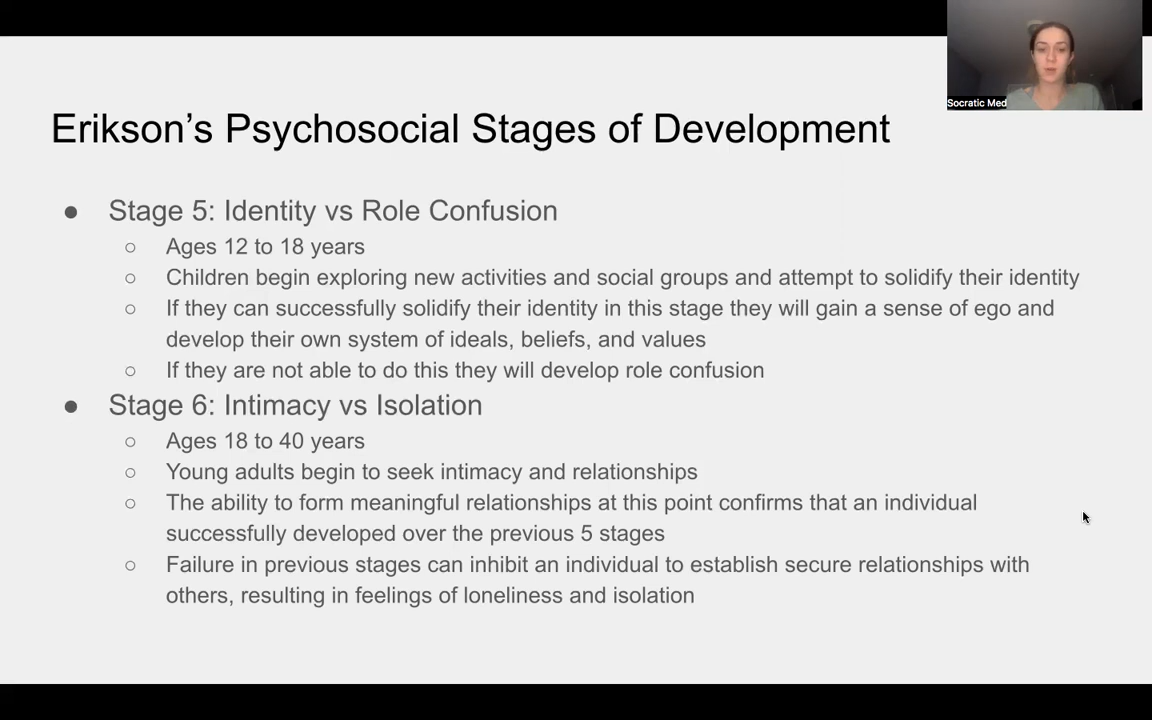 Socratic Med
Erikson's Psychosocial Stages of Development
● Stage 5: Identity vs Role Confusion
○ Ages 12 to 18 years
○ Children begin exploring new activities and social groups and attempt to solidify their identity
○ If they can successfully solidify their identity in this stage they will gain a sense of ego and
develop their own system of ideals, beliefs, and values
○ If they are not able to do this they will develop role confusion
● Stage 6: Intimacy vs Isolation
○ Ages 18 to 40 years
○ Young adults begin to seek intimacy and relationships
○ The ability to form meaningful relationships at this point confirms that an individual
successfully developed over the previous 5 stages
○ Failure in previous stages can inhibit an individual to establish secure relationships with
others, resulting in feelings of loneliness and isolation